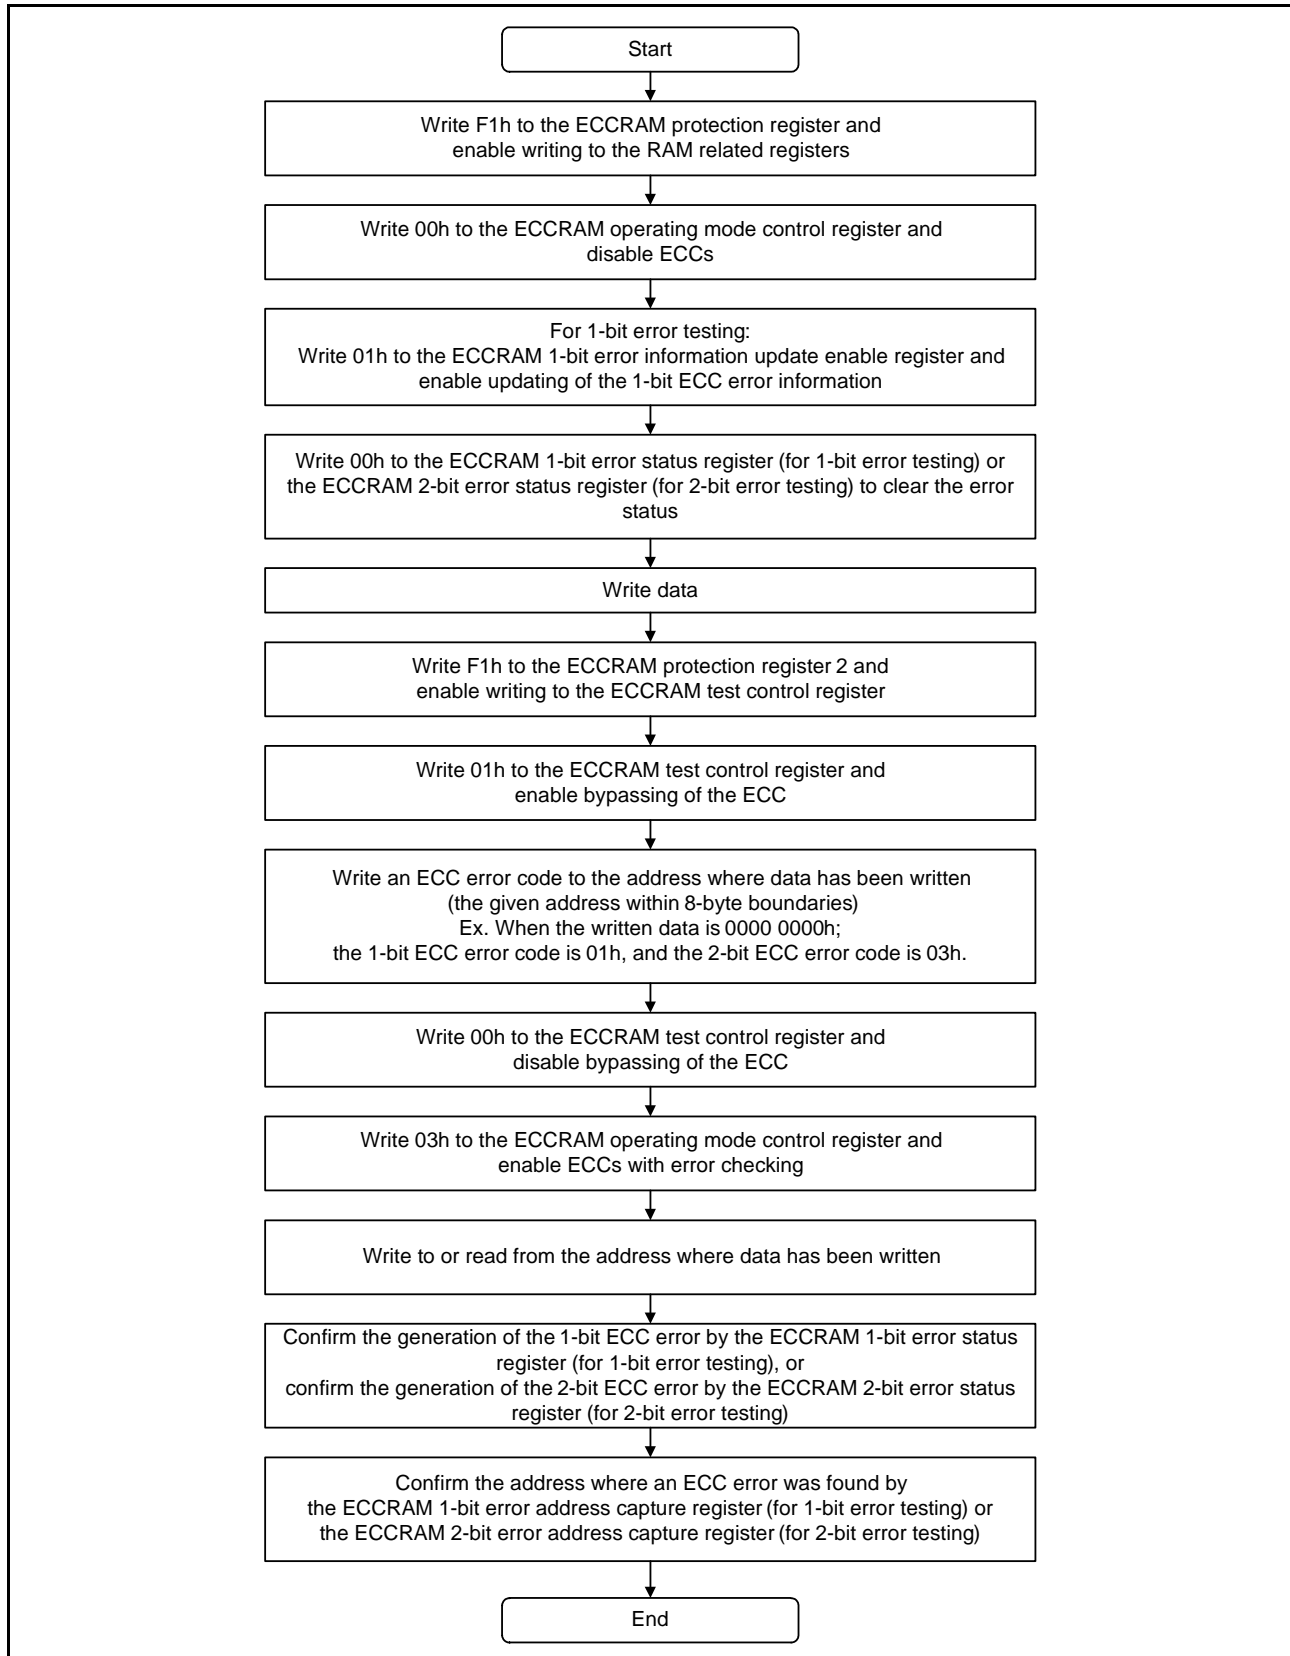 Start
Write F1h to the ECCRAM protection register and
enable writing to the RAM related registers
Write 00h to the ECCRAM operating mode control register and
disable ECCs
For 1-bit error testing:
Write 01h to the ECCRAM 1-bit error information update enable register and
enable updating of the 1-bit ECC error information
Write 00h to the ECCRAM 1-bit error status register (for 1-bit error testing) or
the ECCRAM 2-bit error status register (for 2-bit error testing) to clear the error
status
Write data
Write F1h to the ECCRAM protection register 2 and
enable writing to the ECCRAM test control register
Write 01h to the ECCRAM test control register and
enable bypassing of the ECC
Write an ECC error code to the address where data has been written
(the given address within 8-byte boundaries)
Ex. When the written data is 0000 0000h;
the 1-bit ECC error code is 01h, and the 2-bit ECC error code is 03h.
Write 00h to the ECCRAM test control register and
disable bypassing of the ECC
Write 03h to the ECCRAM operating mode control register and
enable ECCs with error checking
Write to or read from the address where data has been written
Confirm the generation of the 1-bit ECC error by the ECCRAM 1-bit error status
register (for 1-bit error testing), or
confirm the generation of the 2-bit ECC error by the ECCRAM 2-bit error status
register (for 2-bit error testing)
Confirm the address where an ECC error was found by
the ECCRAM 1-bit error address capture register (for 1-bit error testing) or
the ECCRAM 2-bit error address capture register (for 2-bit error testing)
End